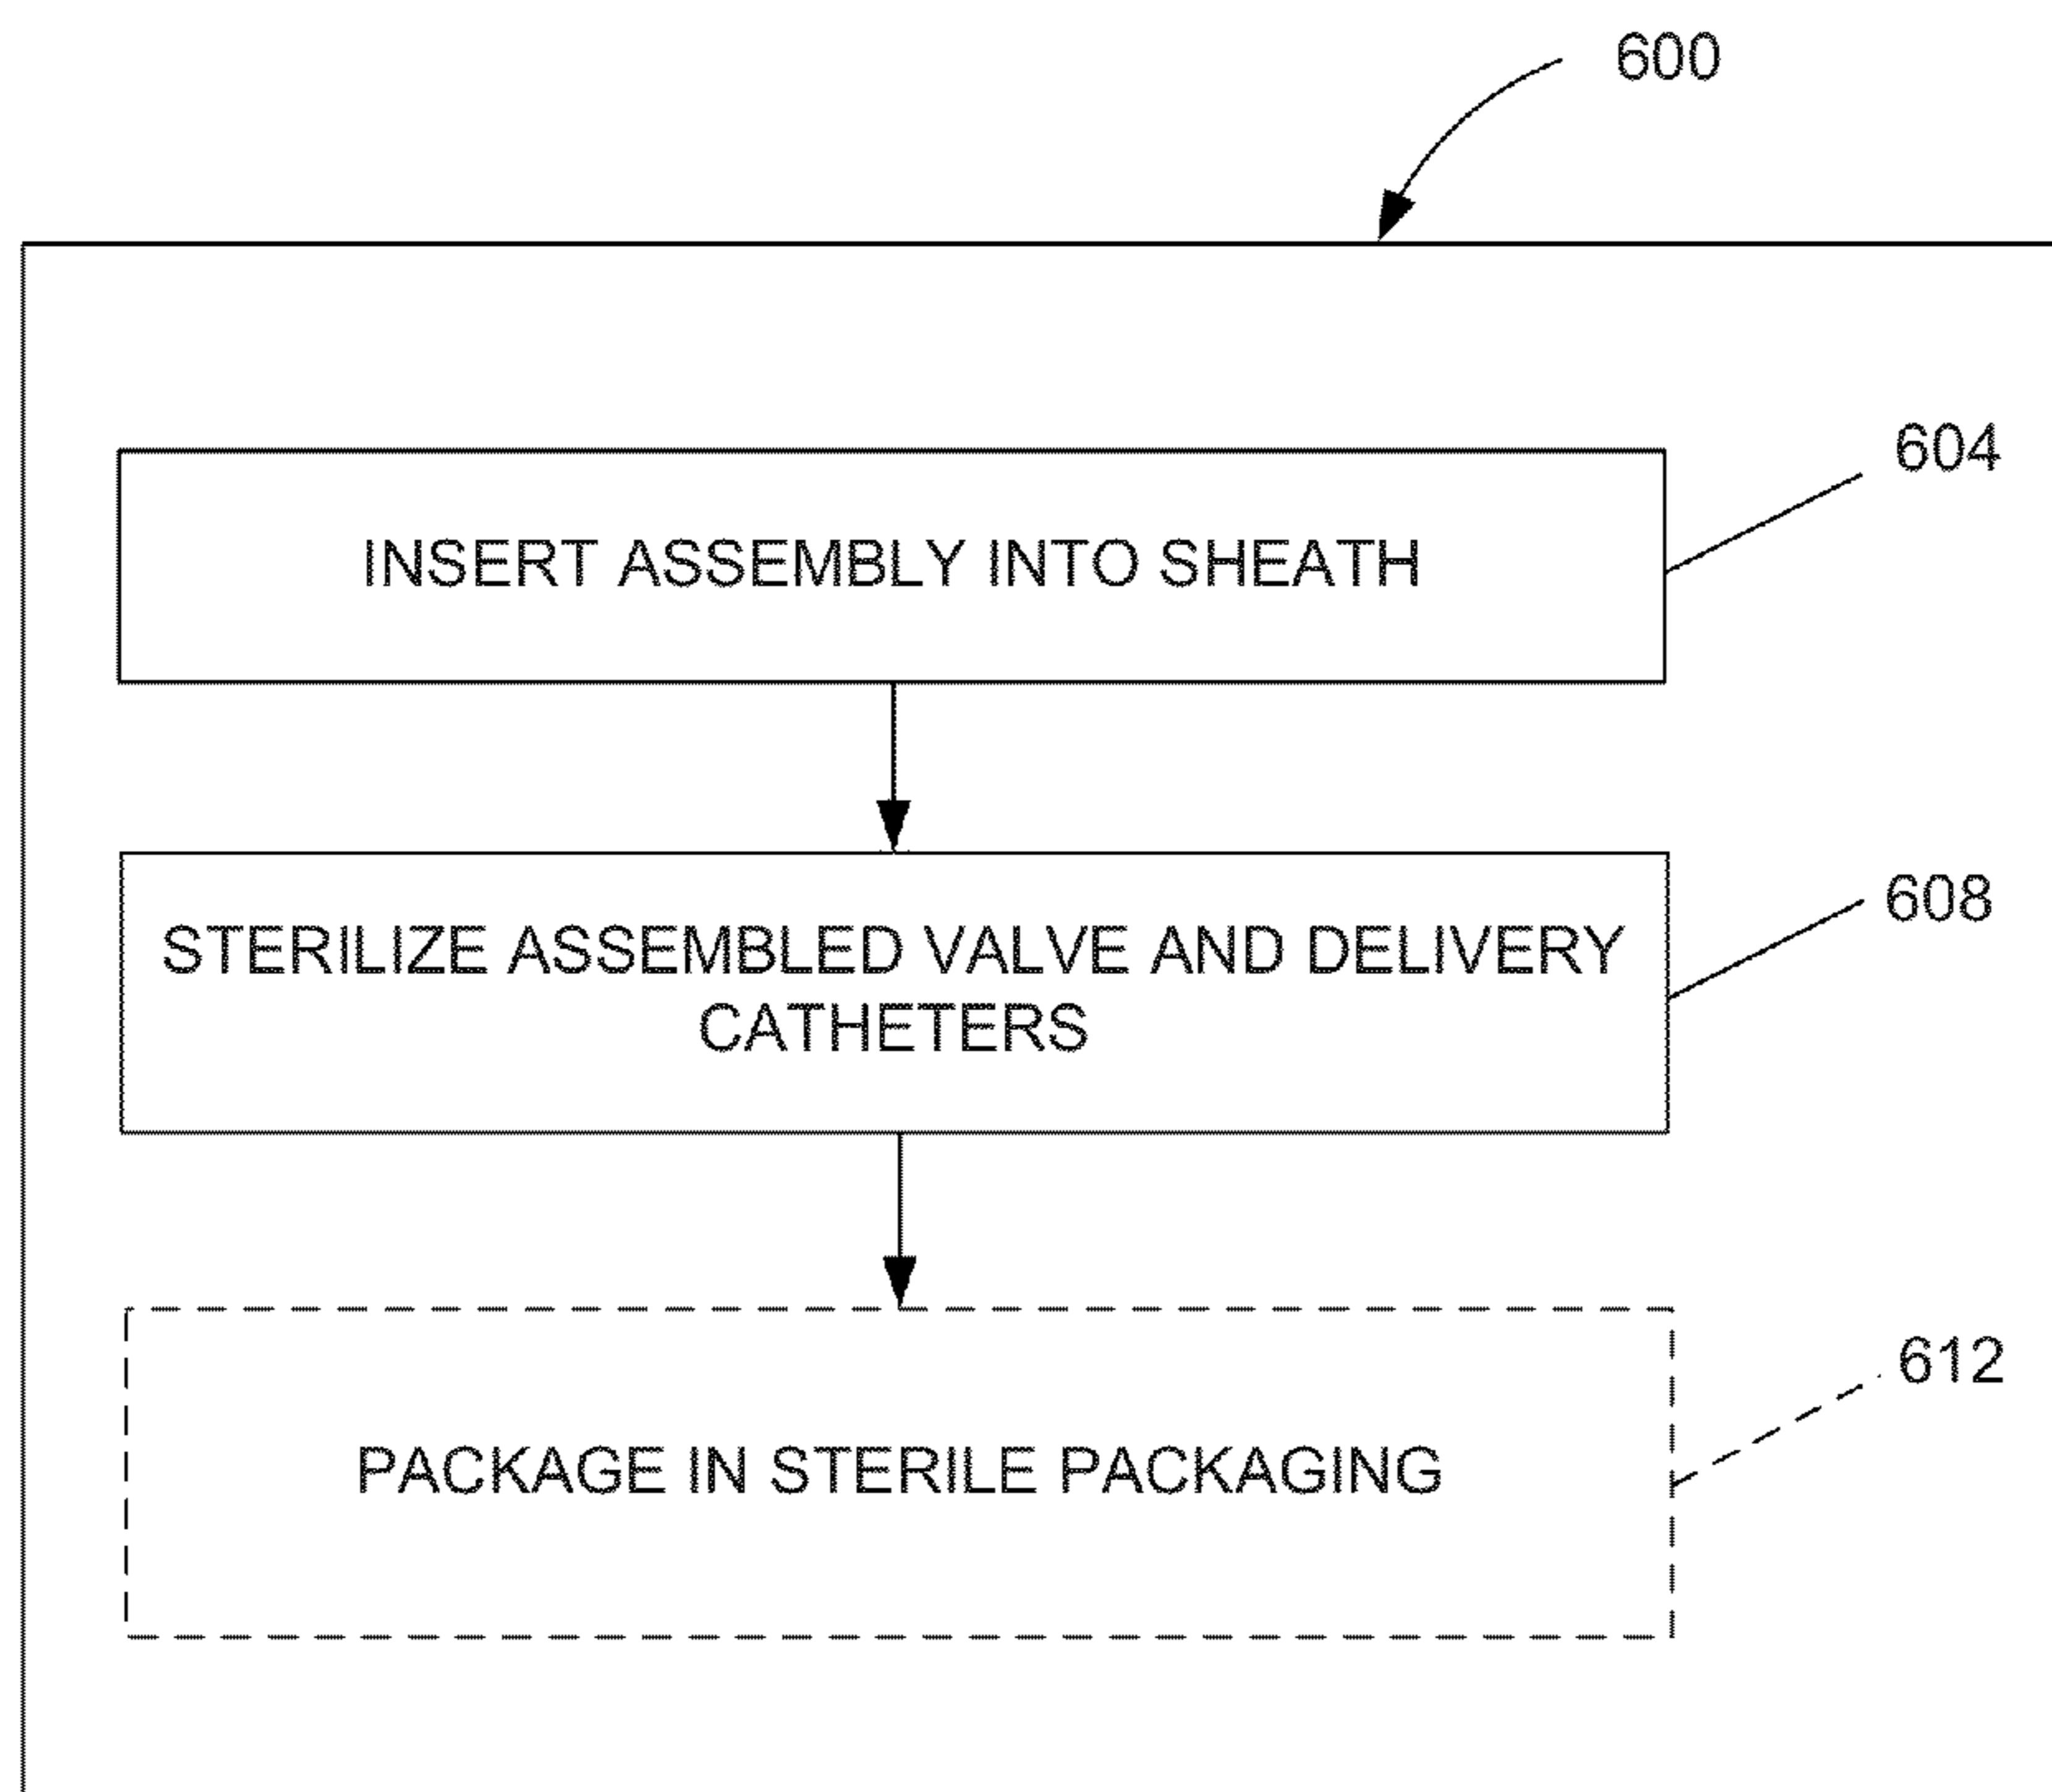 600
604
INSERT ASSEMBLY INTO SHEATH
608
STERILIZE ASSEMBLED VALVE AND DELIVERY
CATHETERS
612
PACKAGE IN STERILE PACKAGING